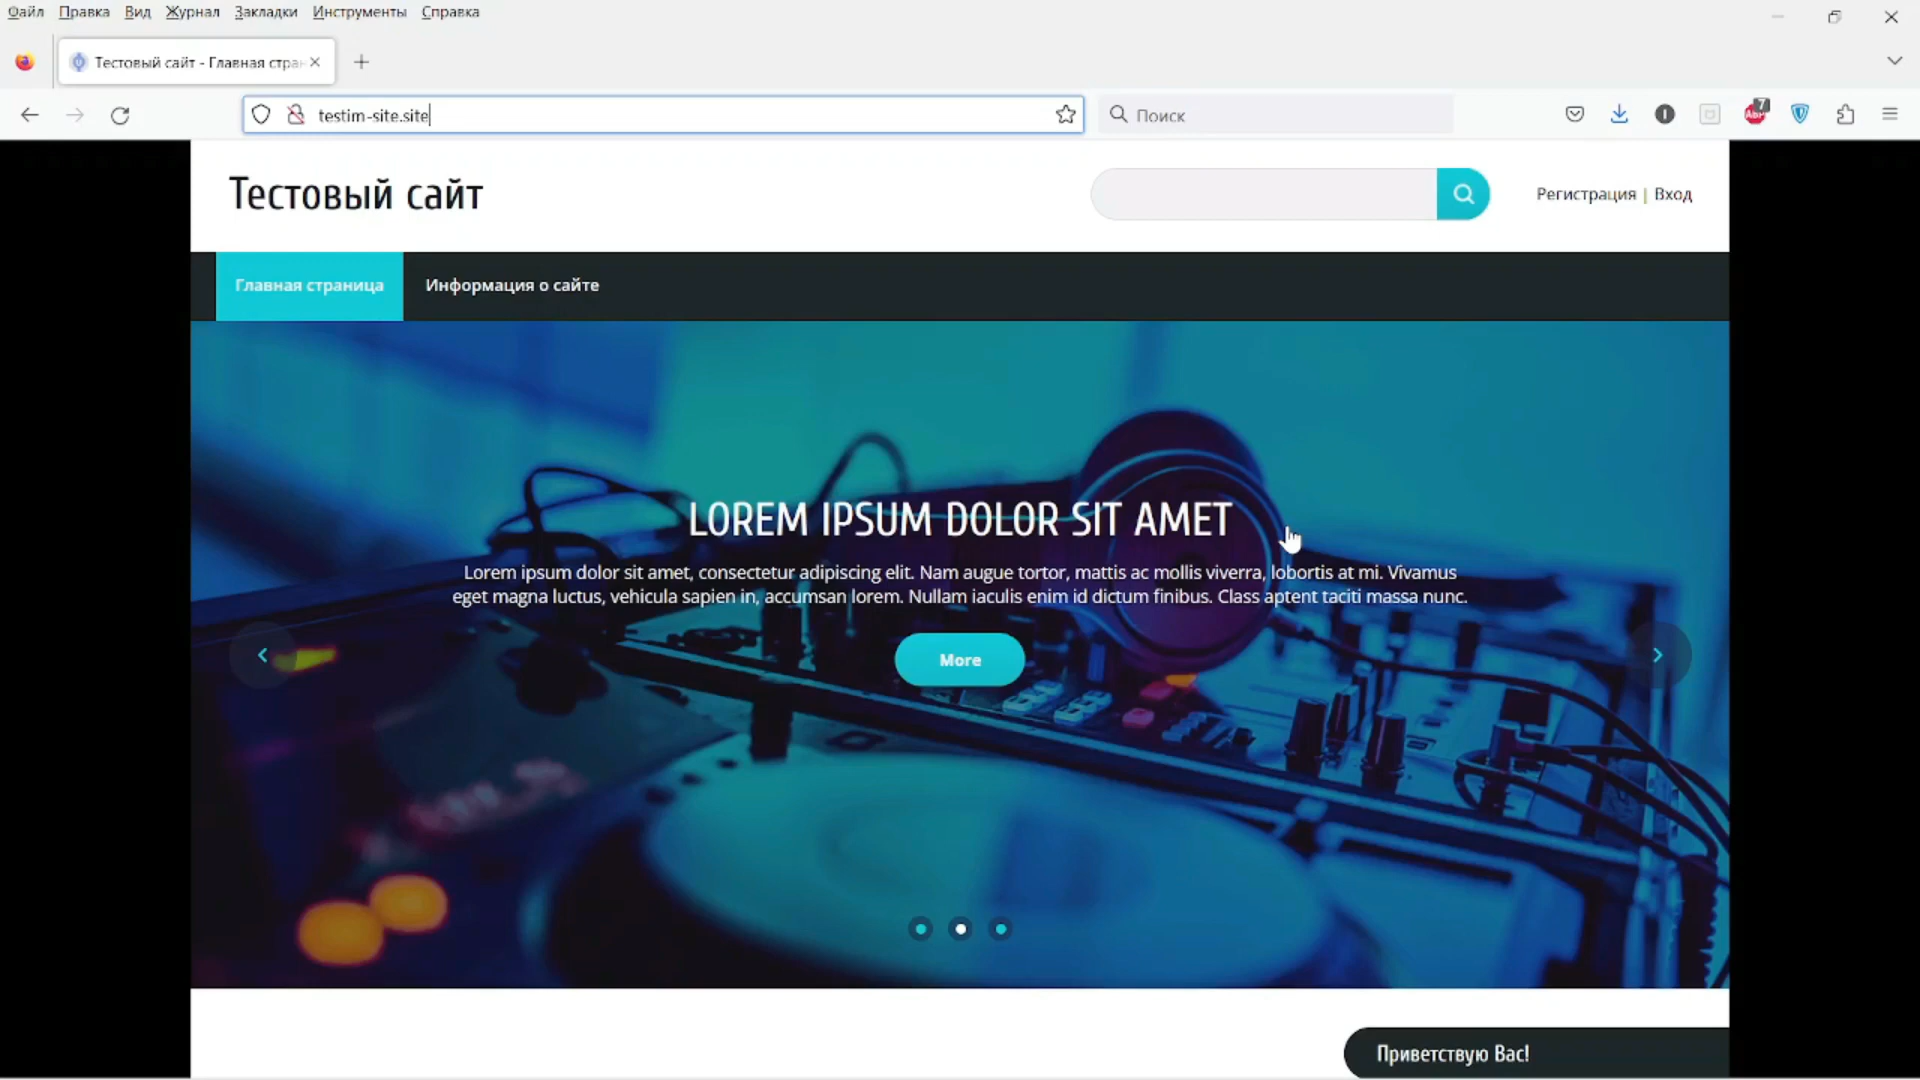 Файл Правка Вид Журнал Закладки Инструменты Справка
Тестовый сайт - Главная стран
testim-site.site
Поиск
7
ABP
Тестовый сайт
Регистрация | Вход
Главная страница Информация о сайте
LOREM IPSUM DOLOR SIT AMET
Lorem ipsum dolor sit amet, consectetur adipiscing elit. Nam augue tortor, mattis ac mollis viverra, lobortis at mi. Vivamus
eget magna luctus, vehicula sapien in, accumsan lorem. Nullam iaculis enim id dictum finibus. Class aptent taciti massa nunc.
More
Приветствую Вас!